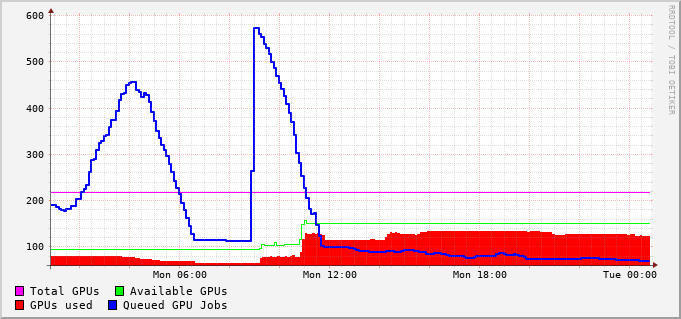 600
500
400
300
200
100
Mon 06:00 Mon 12:00 Mon 18:00 Tue 00:00
Total GPUs Available GPUs
GPUs used Queued GPU Jobs
RRDTOOL / TOBI OETIKER